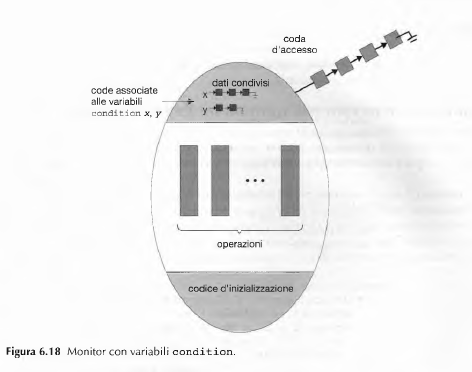 coda
d'accesso
dati condivisi
code associate
alle variabili
condition x, y
x
y
operazioni
codice d'inizializzazione
Figura 6.18 Monitor con variabili condition.